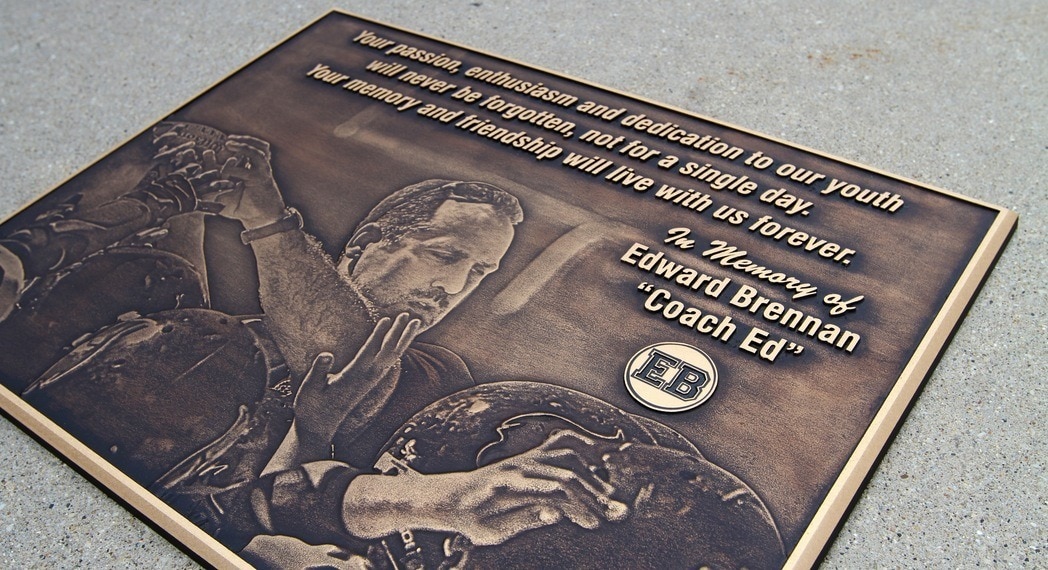 Your passion, enthusiasm and dedication to our youth
will never be forgotten, not for a single day.
Your memory and friendship will live with us forever.
In Memory of
Edward Brennan
“Coach Ed”
EB